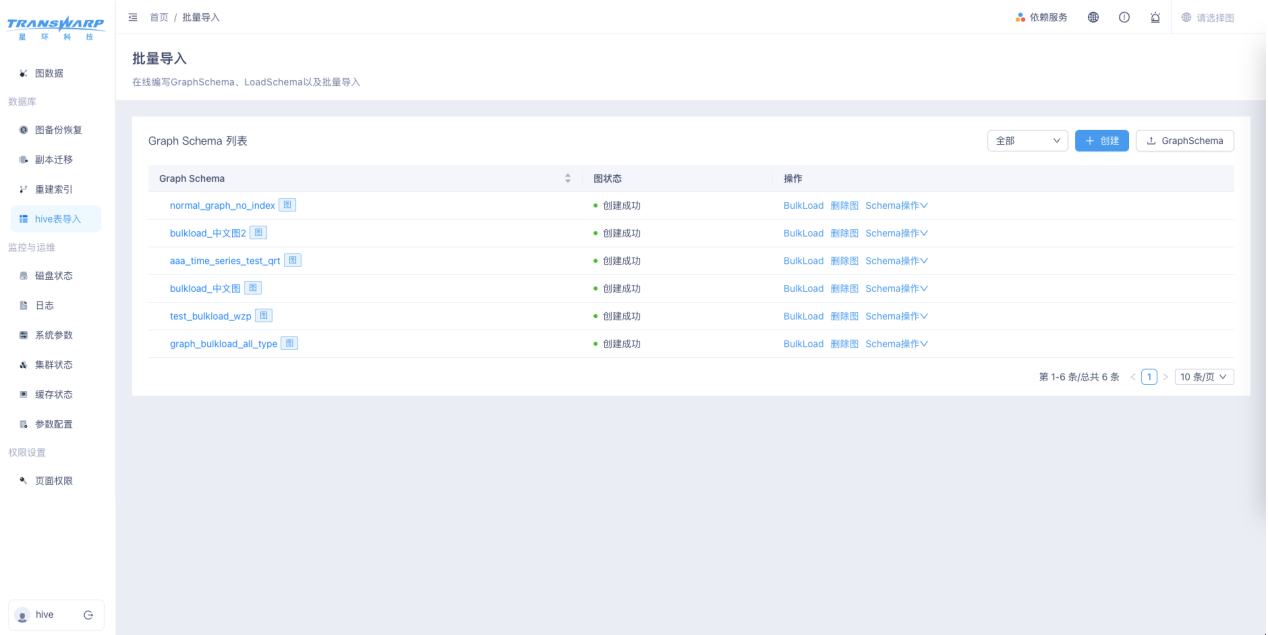 TRANSWARP
星环科技
首页 / 批量导入
依赖服务
请选择图
图数据
数据库
图备份恢复
副本迁移
重建索引
hive表导入
监控与运维
磁盘状态
日志
系统参数
集群状态
缓存状态
参数配置
权限设置
页面权限
hive
批量导入
在线编写GraphSchema、LoadSchema以及批量导入
Graph Schema 列表
全部
创建
GraphSchema
Graph Schema 图状态 操作
normal_graph_no_index 图 创建成功 BulkLoad 删除图 Schema操作
bulkload_中文图2 图 创建成功 BulkLoad 删除图 Schema操作
aaa_time_series_test_qrt 图 创建成功 BulkLoad 删除图 Schema操作
bulkload_中文图 图 创建成功 BulkLoad 删除图 Schema操作
test_bulkload_wzp 图 创建成功 BulkLoad 删除图 Schema操作
graph_bulkload_all_type 图 创建成功 BulkLoad 删除图 Schema操作
第 1-6 条/总共 6 条 < 1 > 10 条/页